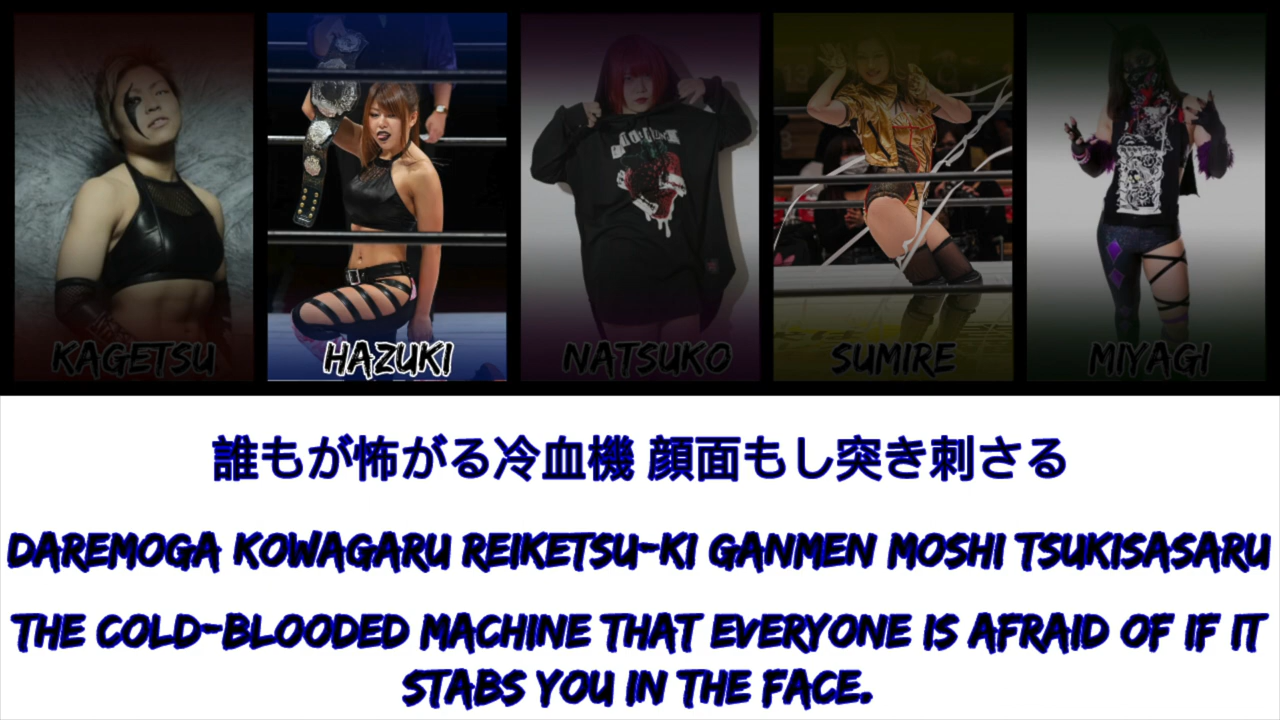 KAGETSU
HAZUKI
NATSUKO
SUMIRE
MIYAGI
誰もが怖がる冷血機 顔面もし突き刺さる
DAREMOGA KOWAGARU REIKETSU-KI GANMEN MOSHI TSUKISASARU
THE COLD-BLOODED MACHINE THAT EVERYONE IS AFRAID OF IF IT
STABS YOU IN THE FACE.